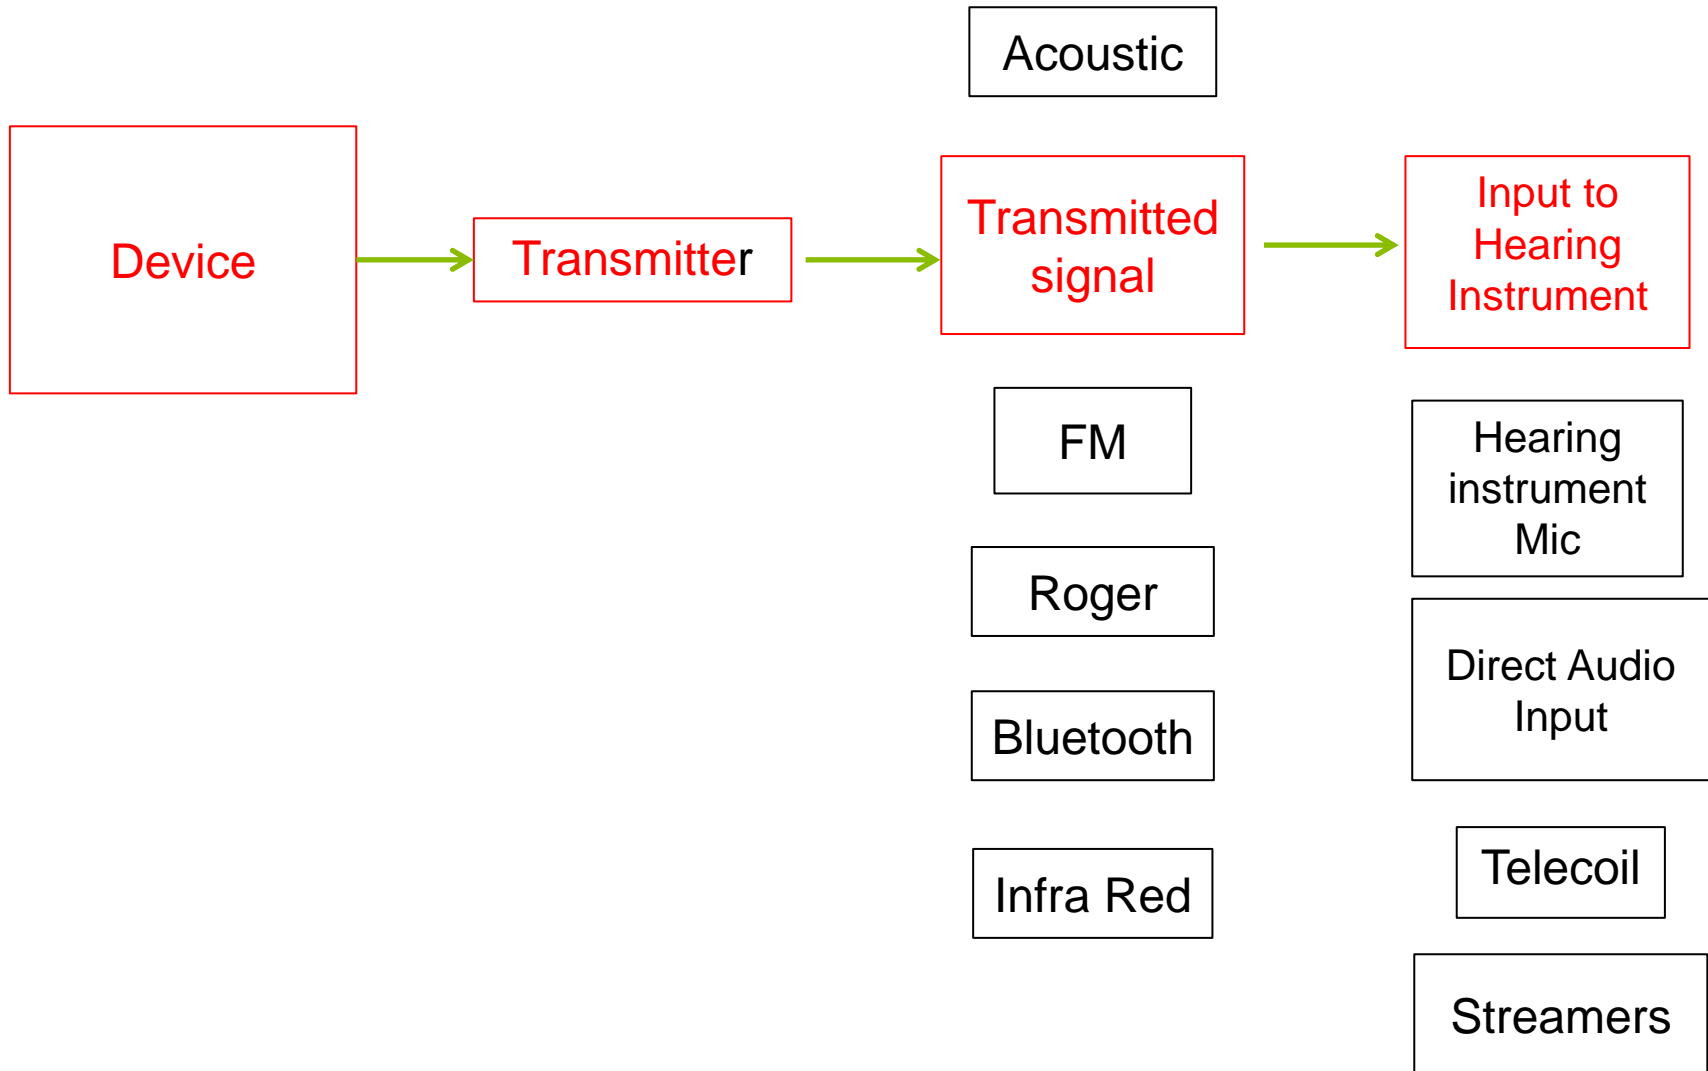 Acoustic
Device
Transmitter
Transmitted
signal
Input to
Hearing
Instrument
FM
Roger
Bluetooth
Infra Red
Hearing
instrument
Mic
Direct Audio
Input
Telecoil
Streamers